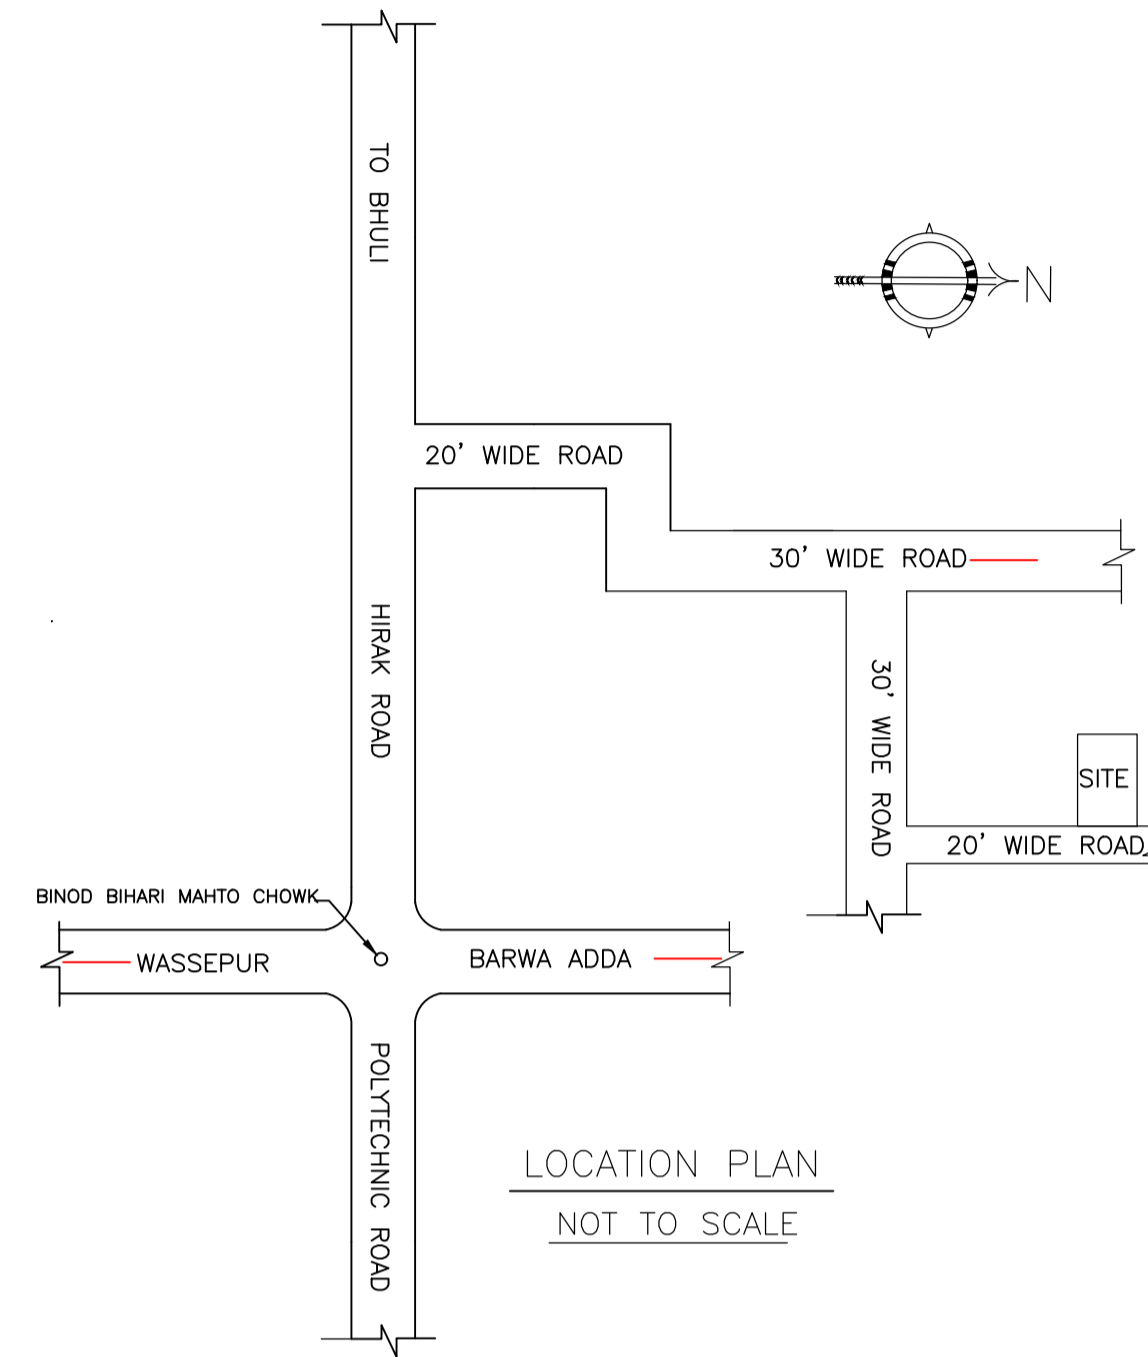 TO BHULI
N
20' WIDE ROAD
30' WIDE ROAD
HIRAK ROAD
30' WIDE ROAD
SITE
20' WIDE ROAD
BINOD BIHARI MAHTO CHOWK
WASSEPUR
BARWA ADDA
POLYTECHNIC ROAD
LOCATION PLAN
NOT TO SCALE